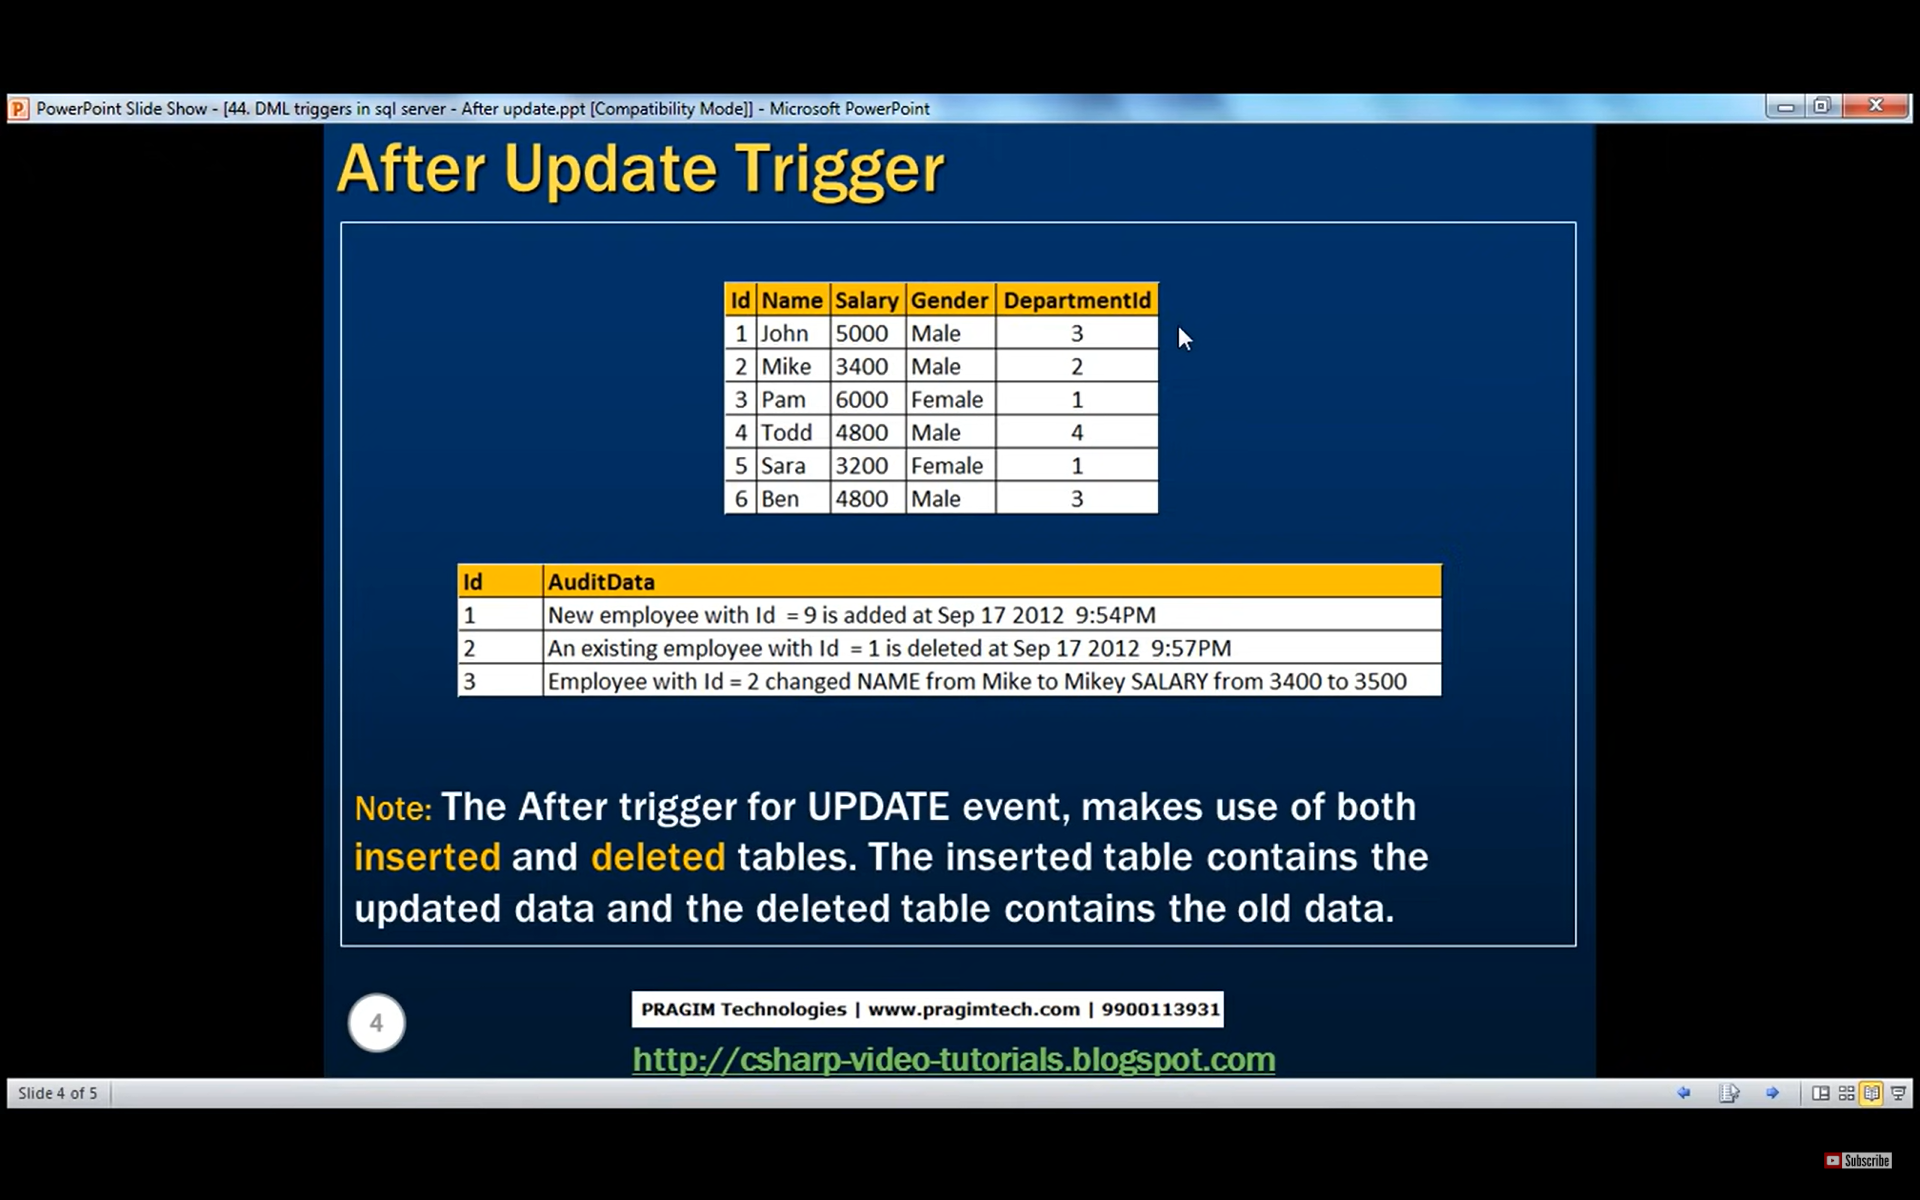 PowerPoint Slide Show - [44. DML triggers in sql server - After update.ppt [Compatibility Mode]] - Microsoft PowerPoint
After Update Trigger
Id Name Salary Gender DepartmentId
1 John 5000 Male 3
2 Mike 3400 Male 2
3 Pam 6000 Female 1
4 Todd 4800 Male 4
5 Sara 3200 Female 1
6 Ben 4800 Male 3
Id AuditData
1 New employee with Id = 9 is added at Sep 17 2012 9:54PM
2 An existing employee with Id = 1 is deleted at Sep 17 2012 9:57PM
3 Employee with Id = 2 changed NAME from Mike to Mikey SALARY from 3400 to 3500
Note: The After trigger for UPDATE event, makes use of both
inserted and deleted tables. The inserted table contains the
updated data and the deleted table contains the old data.
4
PRAGIM Technologies | www.pragimtech.com | 9900113931
http://csharp-video-tutorials.blogspot.com
Slide 4 of 5
Subscribe